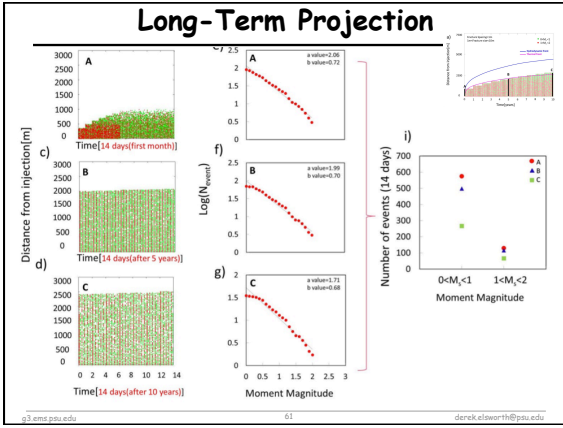 Long-Term Projection
3000
2500
2000
1500
1000
500
0
A
Time[14 days(first month)]
c)
3000
2500
2000
1500
1000
500
0
B
Time[14 days(after 5 years)]
d)
3000
2500
2000
1500
1000
500
0
C
0 2 4 6 8 10 12 14
Time[14 days(after 10 years)]
Distance from injection[m]
2.5
2
1.5
1
0.5
0
A
a value=2.06
b value=0.72
f)
2.5
2
1.5
1
0.5
0
B
a value=1.99
b value=0.70
g)
2
1.5
1
0.5
0
C
a value=1.71
b value=0.68
0 0.5 1 1.5 2 2.5 3
Moment Magnitude
Log(Nevent)
i)
700
600
500
400
300
200
100
0
A
B
C
0<Ms<1
1<Ms<2
Moment Magnitude
Number of events (14 days)
g3.ems.psu.edu
61
derek.elsworth@psu.edu